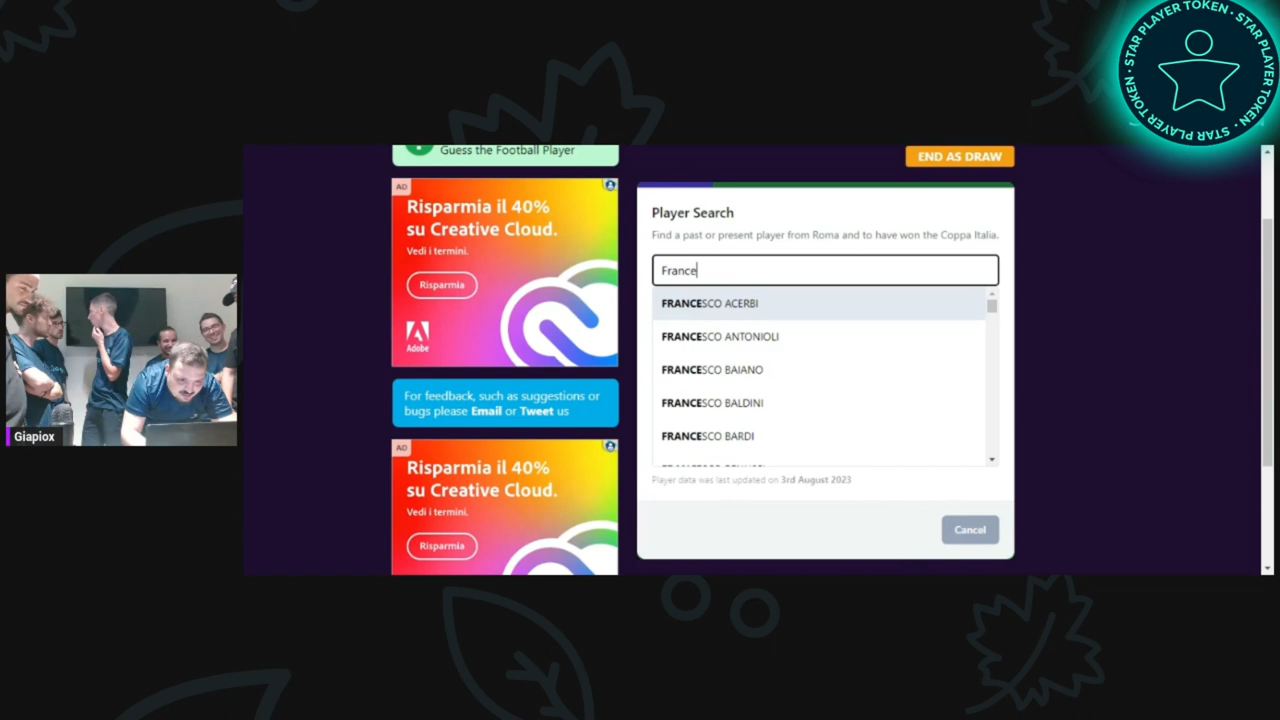 STAR PLAYER TOKEN • STAR PLAYER TOKEN • STAR PLAYER TOKEN •
Guess the Football Player
END AS DRAW
AD
Risparmia il 40%
su Creative Cloud.
Vedi i termini.
Risparmia
Adobe
For feedback, such as suggestions or
bugs please Email or Tweet us
AD
Risparmia il 40%
su Creative Cloud.
Vedi i termini.
Risparmia
Player Search
Find a past or present player from Roma and to have won the Coppa Italia.
France
FRANCESCO ACERBI
FRANCESCO ANTONIOLI
FRANCESCO BAIANO
FRANCESCO BALDINI
FRANCESCO BARDI
Player data was last updated on 3rd August 2023
Cancel
Giapiox